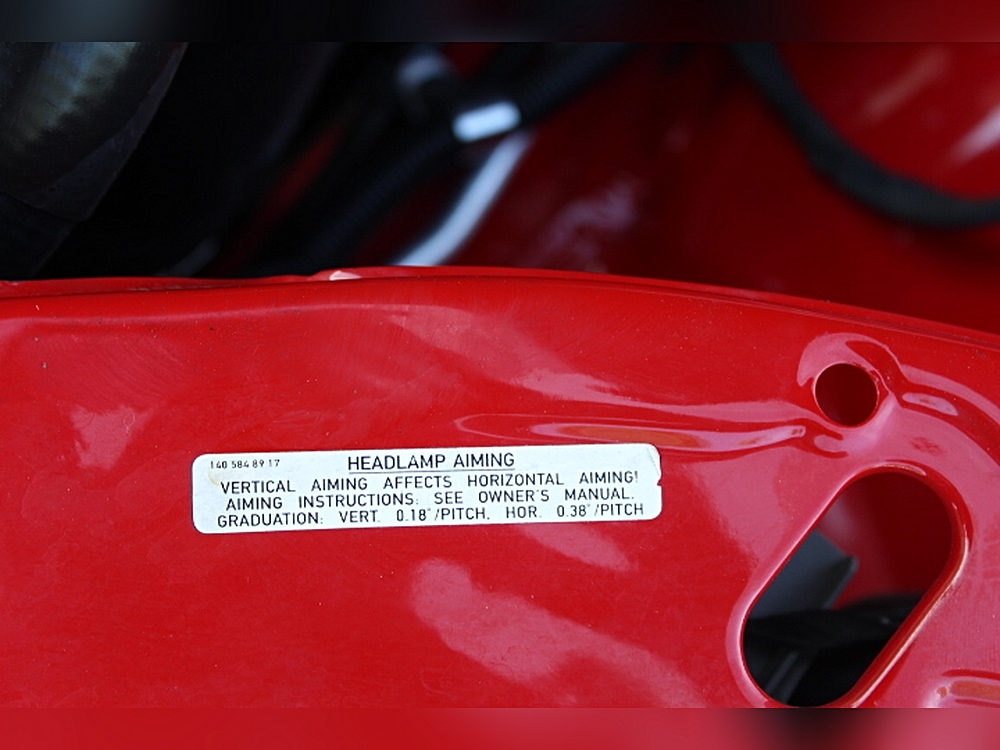 140 584 89 17
HEADLAMP AIMING
VERTICAL AIMING AFFECTS HORIZONTAL AIMING!
AIMING INSTRUCTIONS: SEE OWNER'S MANUAL.
GRADUATION: VERT. 0.18°/PITCH, HOR. 0.38°/PITCH